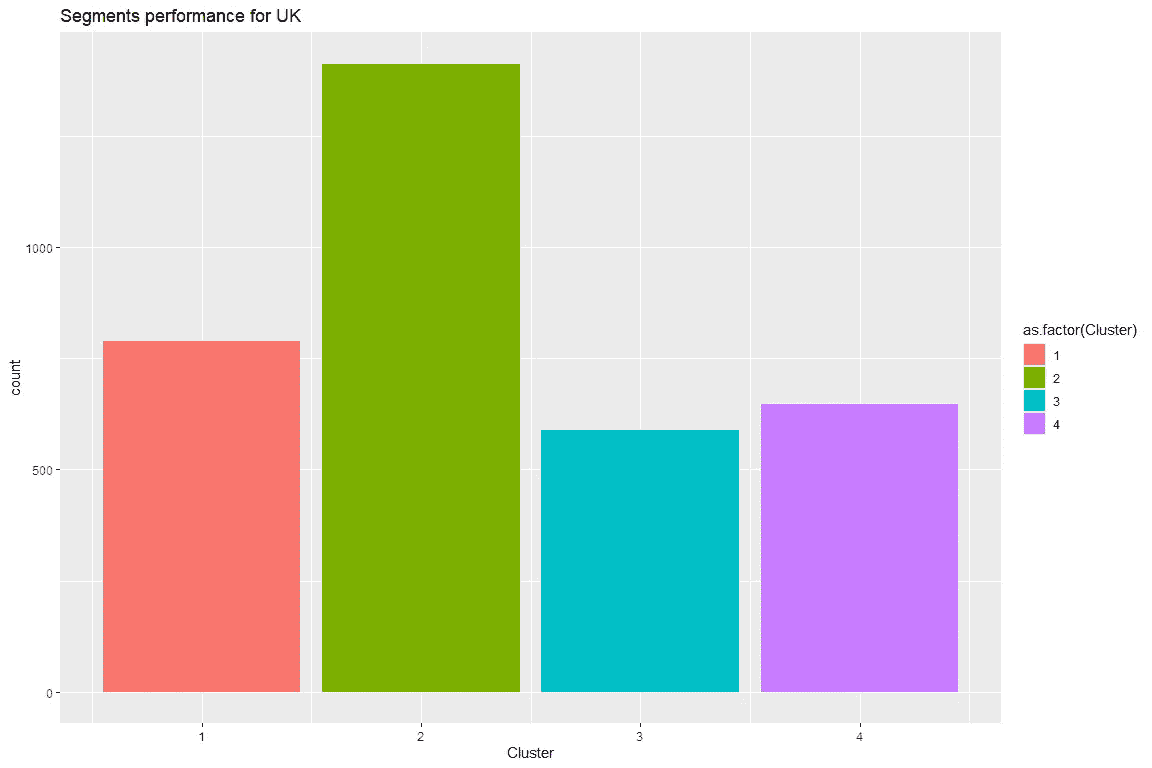 Segments performance for UK
count
1000
500
0
1
2
3
4
Cluster
as.factor(Cluster)
1
2
3
4